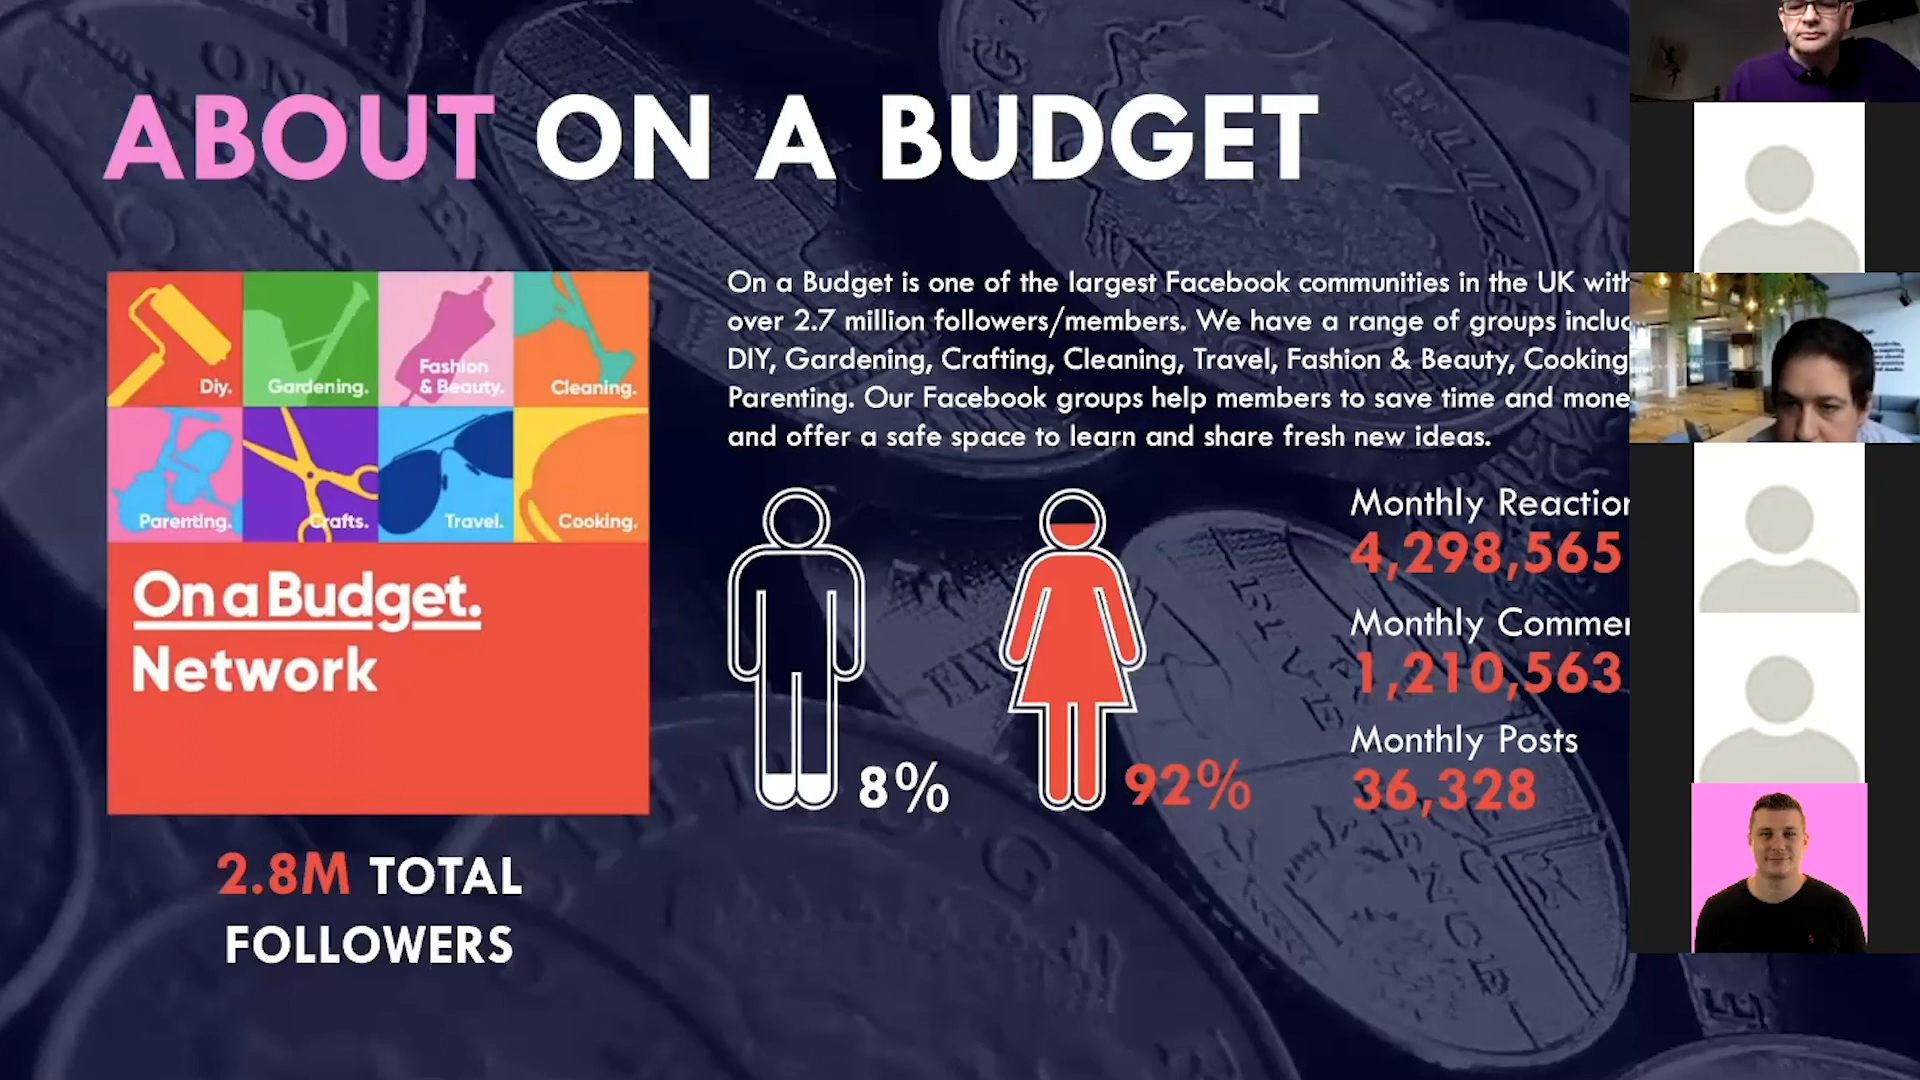 ABOUT ON A BUDGET
Diy.
Gardening.
Fashion
& Beauty.
Cleaning.
Parenting.
Crafts.
Travel.
Cooking.
On a Budget.
Network
2.8M TOTAL
FOLLOWERS
On a Budget is one of the largest Facebook communities in the UK with
over 2.7 million followers/members. We have a range of groups includ
DIY, Gardening, Crafting, Cleaning, Travel, Fashion & Beauty, Cooking
Parenting. Our Facebook groups help members to save time and mone
and offer a safe space to learn and share fresh new ideas.
8%
92%
Monthly Reaction
4,298,565
Monthly Commen
1,210,563
Monthly Posts
36,328